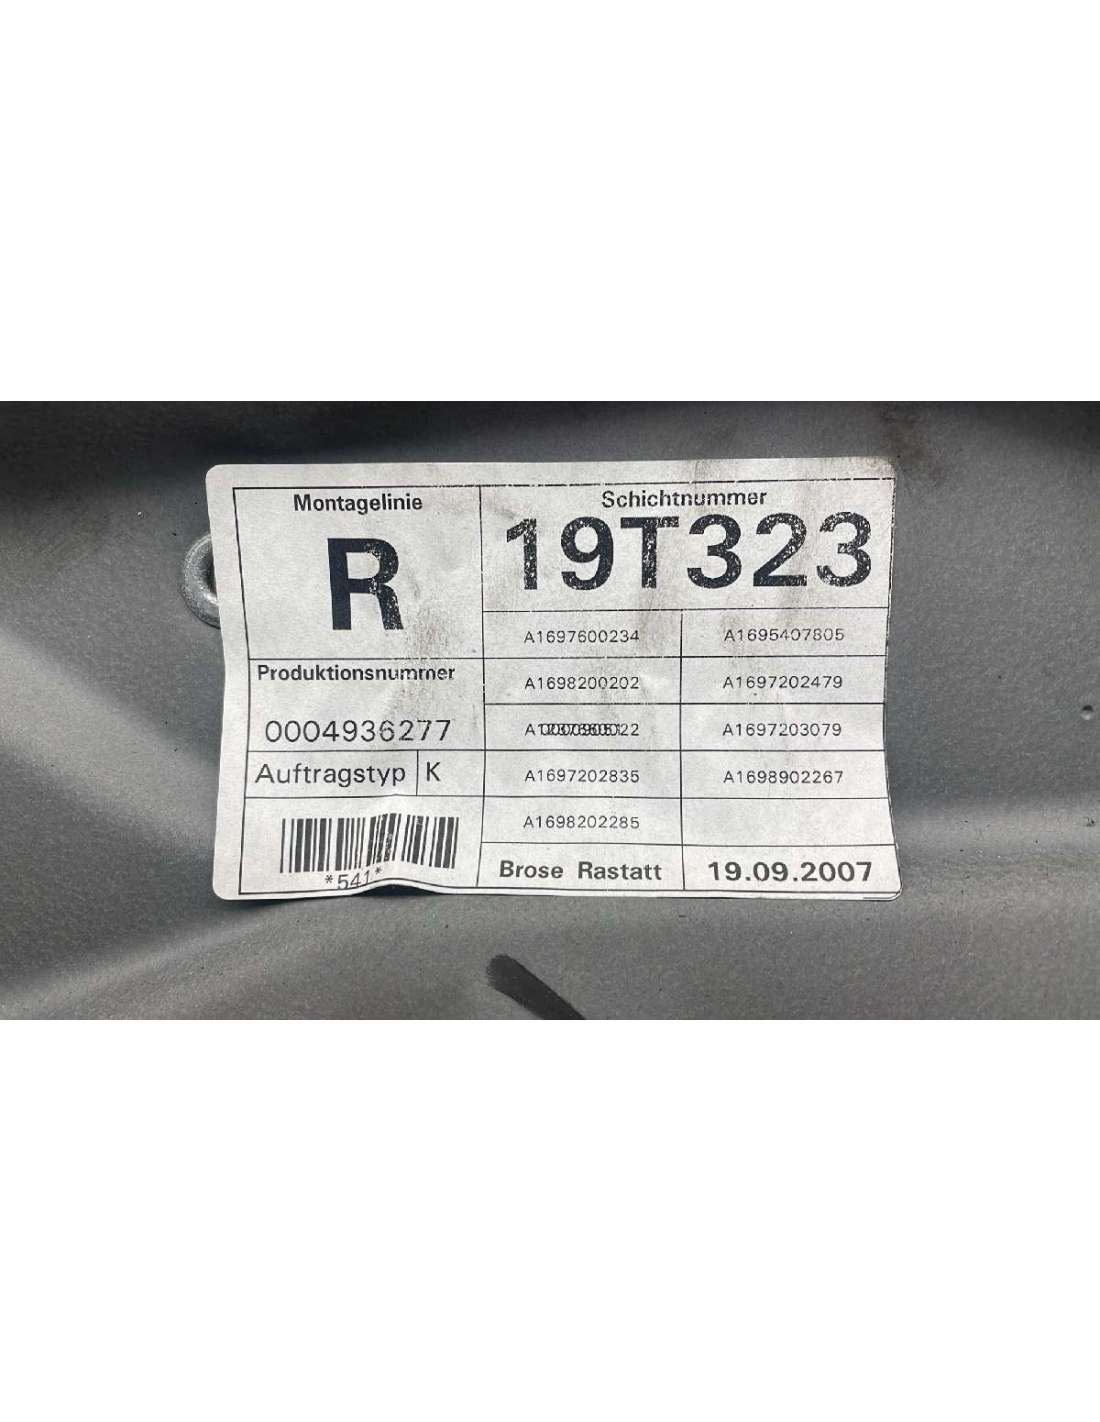 Montagelinie
R
Schichtnummer
19T323
A1697600234 A1695407805
Produktionsnummer
A1698200202 A1697202479
0004936277
A1697203079
Auftragstyp K
A1697202835 A1698902267
A1698202285
*541*
Brose Rastatt 19.09.2007